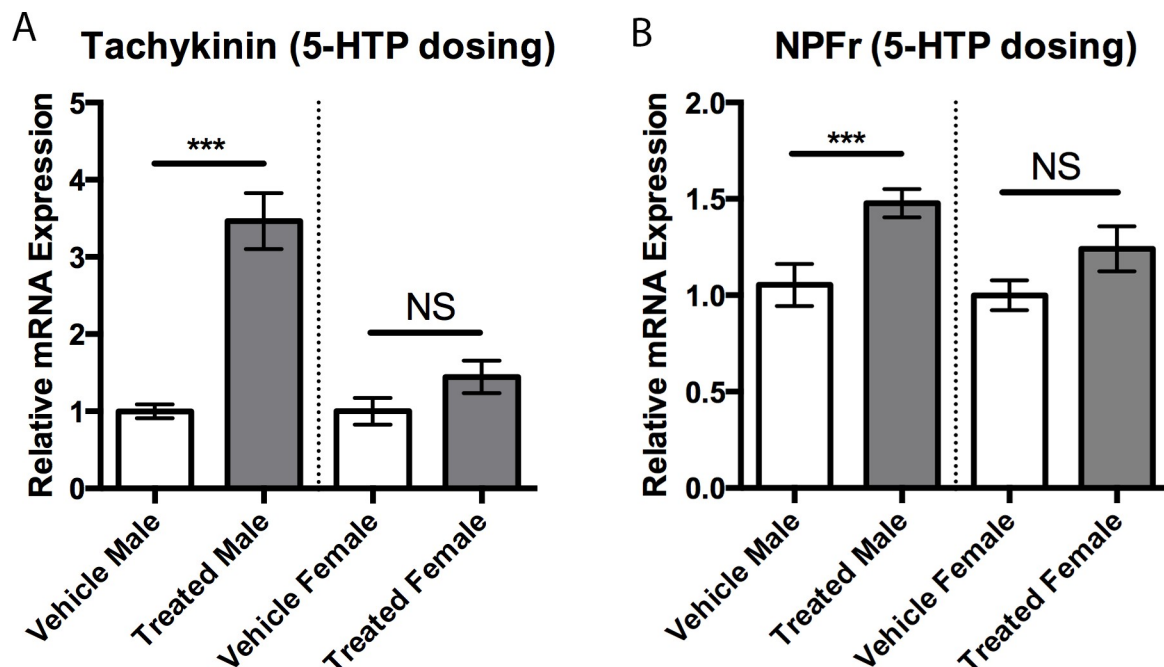 A
Tachykinin (5-HTP dosing)
Relative mRNA Expression
5
4
3
2
1
0
***
NS
Vehicle Male
Treated Male
Vehicle Female
Treated Female
B
NPFr (5-HTP dosing)
Relative mRNA Expression
2.0
1.5
1.0
0.5
0.0
***
NS
Vehicle Male
Treated Male
Vehicle Female
Treated Female